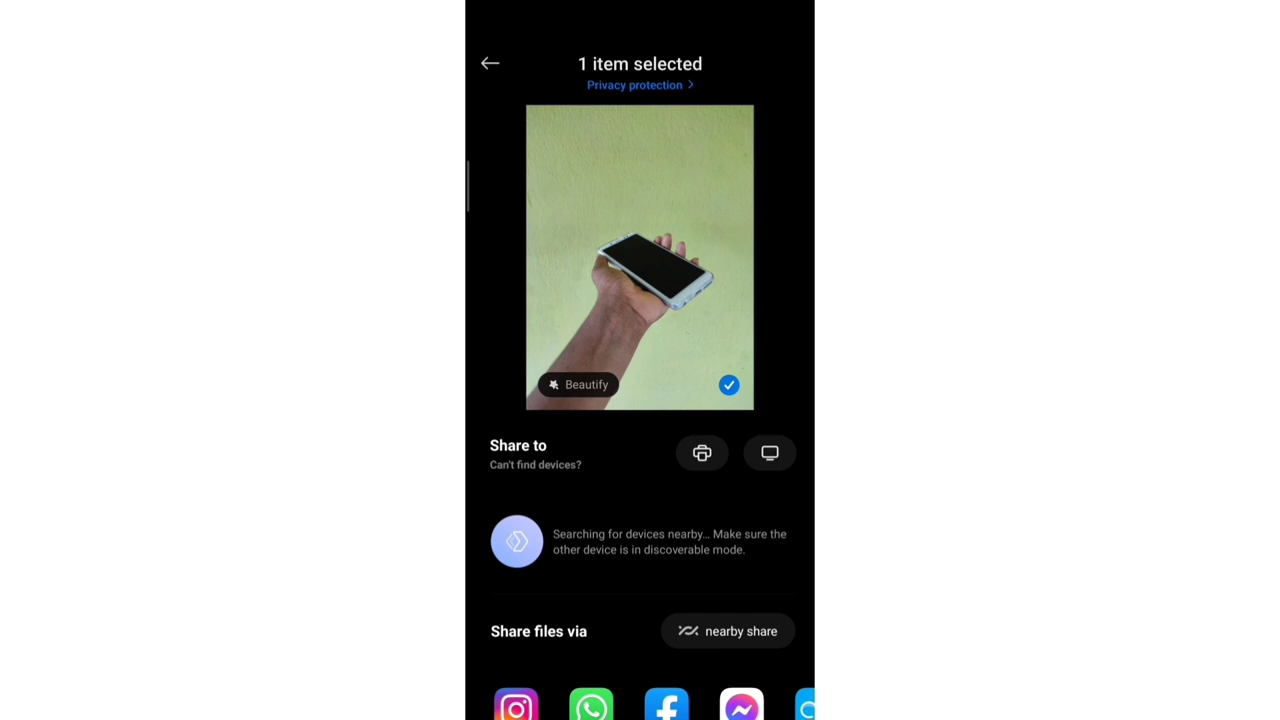 1 item selected
Privacy protection
Beautify
Share to
Can't find devices?
Searching for devices nearby... Make sure the
other device is in discoverable mode.
Share files via
nearby share